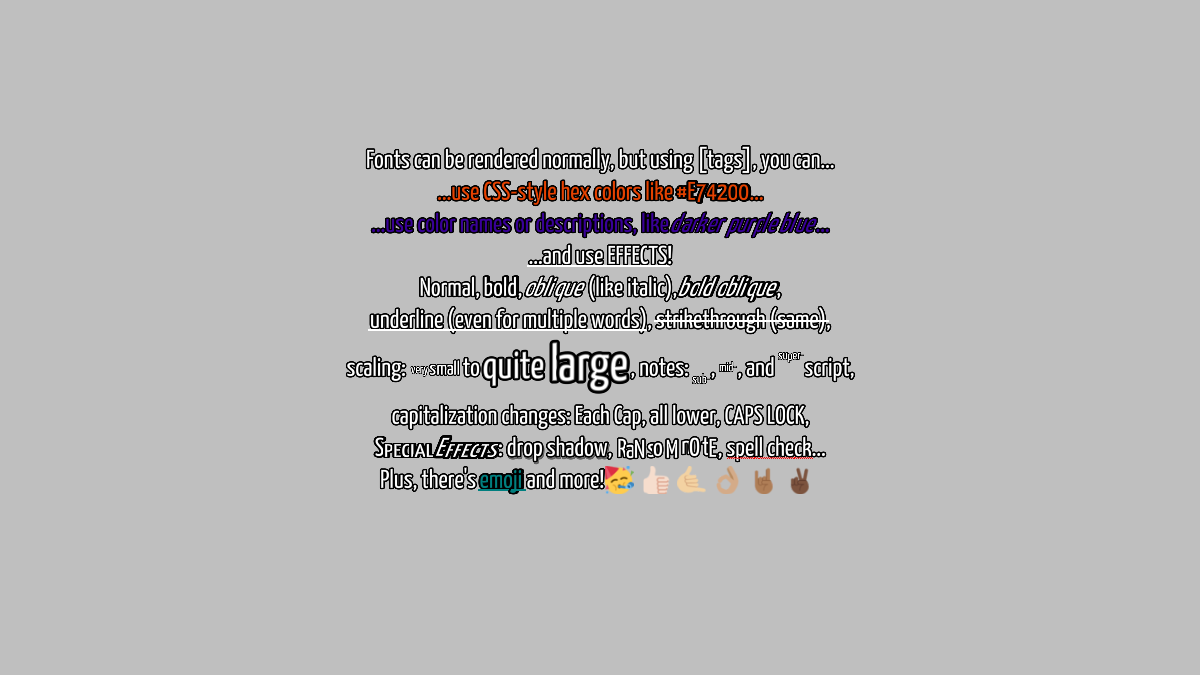 Fonts can be rendered normally, but using [tags], you can...
...use CSS-style hex colors like #E74200...
...use color names or descriptions, like darker purple blue...
...and use EFFECTS!
Normal, bold, oblique (like italic), bold oblique,
underline (even for multiple words), strikethrough (same),
scaling: very small to quite large, notes: sub-, mid-, and super-script,
capitalization changes: Each Cap, all lower, CAPS LOCK,
Special Effects: drop shadow, RaNsoM nOtE, spell check...
Plus, there's emoji and more!🥳👍🏻🤙🏼👌🏽🤘🏾✌🏿